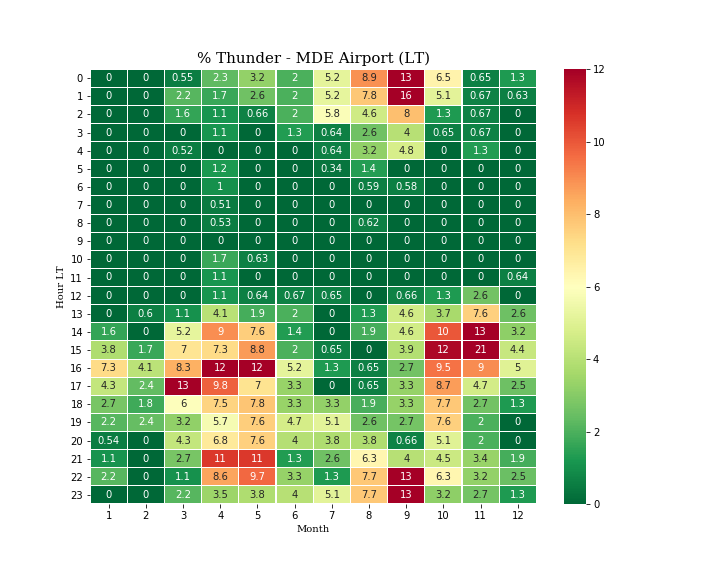 % Thunder - MDE Airport (LT)
0 0 0 0.55 2.3 3.2 2 5.2 8.9 13 6.5 0.65 1.3
1 0 0 2.2 1.7 2.6 2 5.2 7.8 16 5.1 0.67 0.63
2 0 0 1.6 1.1 0.66 2 5.8 4.6 8 1.3 0.67 0
3 0 0 0 1.1 0 1.3 0.64 2.6 4 0.65 0.67 0
4 0 0 0.52 0 0 0 0.64 3.2 4.8 0 1.3 0
5 0 0 0 1.2 0 0 0.34 1.4 0 0 0 0
6 0 0 0 1 0 0 0 0.59 0.58 0 0 0
7 0 0 0 0.51 0 0 0 0 0 0 0 0
8 0 0 0 0.53 0 0 0 0.62 0 0 0 0
9 0 0 0 0 0 0 0 0 0 0 0 0
10 0 0 0 1.7 0.63 0 0 0 0 0 0 0
11 0 0 0 1.1 0 0 0 0 0 0 0 0.64
12 0 0 0 1.1 0.64 0.67 0.65 0 0.66 1.3 2.6 0
13 0 0.6 1.1 4.1 1.9 2 0 1.3 4.6 3.7 7.6 2.6
14 1.6 0 5.2 9 7.6 1.4 0 1.9 4.6 10 13 3.2
15 3.8 1.7 7 7.3 8.8 2 0.65 0 3.9 12 21 4.4
16 7.3 4.1 8.3 12 12 5.2 1.3 0.65 2.7 9.5 9 5
17 4.3 2.4 13 9.8 7 3.3 0 0.65 3.3 8.7 4.7 2.5
18 2.7 1.8 6 7.5 7.8 3.3 3.3 1.9 3.3 7.7 2.7 1.3
19 2.2 2.4 3.2 5.7 7.6 4.7 5.1 2.6 2.7 7.6 2 0
20 0.54 0 4.3 6.8 7.6 4 3.8 3.8 0.66 5.1 2 0
21 1.1 0 2.7 11 11 1.3 2.6 6.3 4 4.5 3.4 1.9
22 2.2 0 1.1 8.6 9.7 3.3 1.3 7.7 13 6.3 3.2 2.5
23 0 0 2.2 3.5 3.8 4 5.1 7.7 13 3.2 2.7 1.3
1 2 3 4 5 6 7 8 9 10 11 12
Month
Hour LT
12
10
8
6
4
2
0